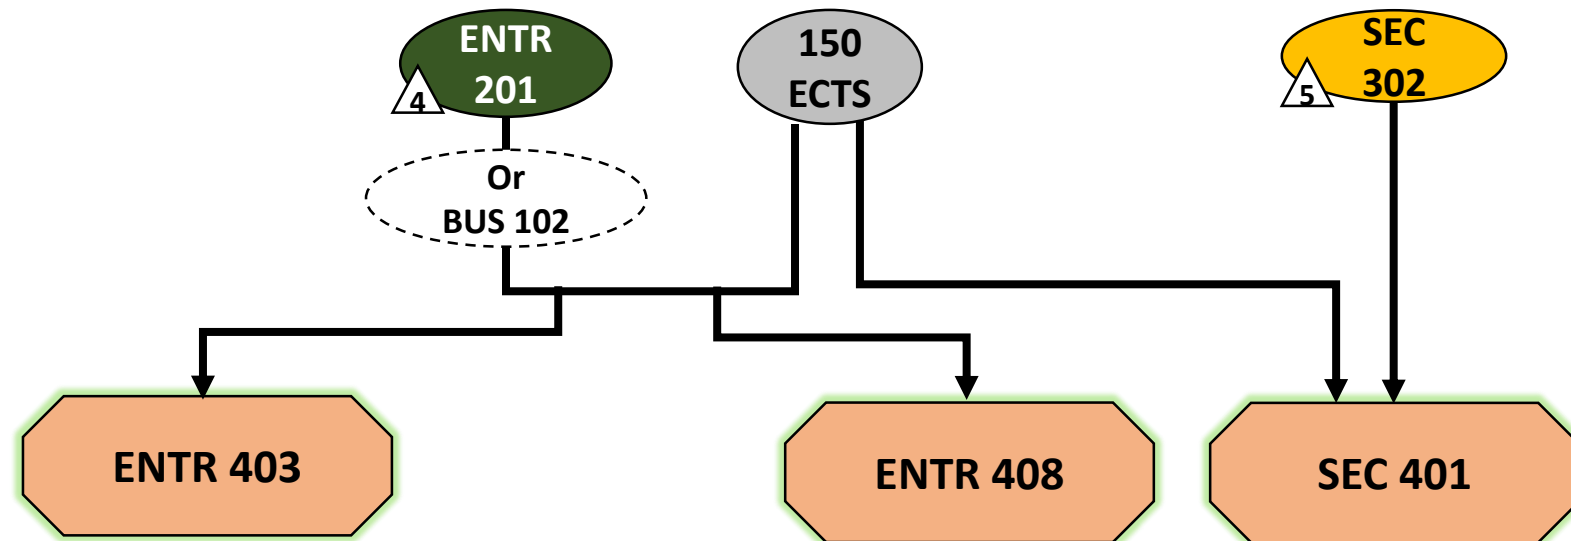 ENTR
201
4
150
ECTS
SEC
302
5
Or
BUS 102
ENTR 403
ENTR 408
SEC 401